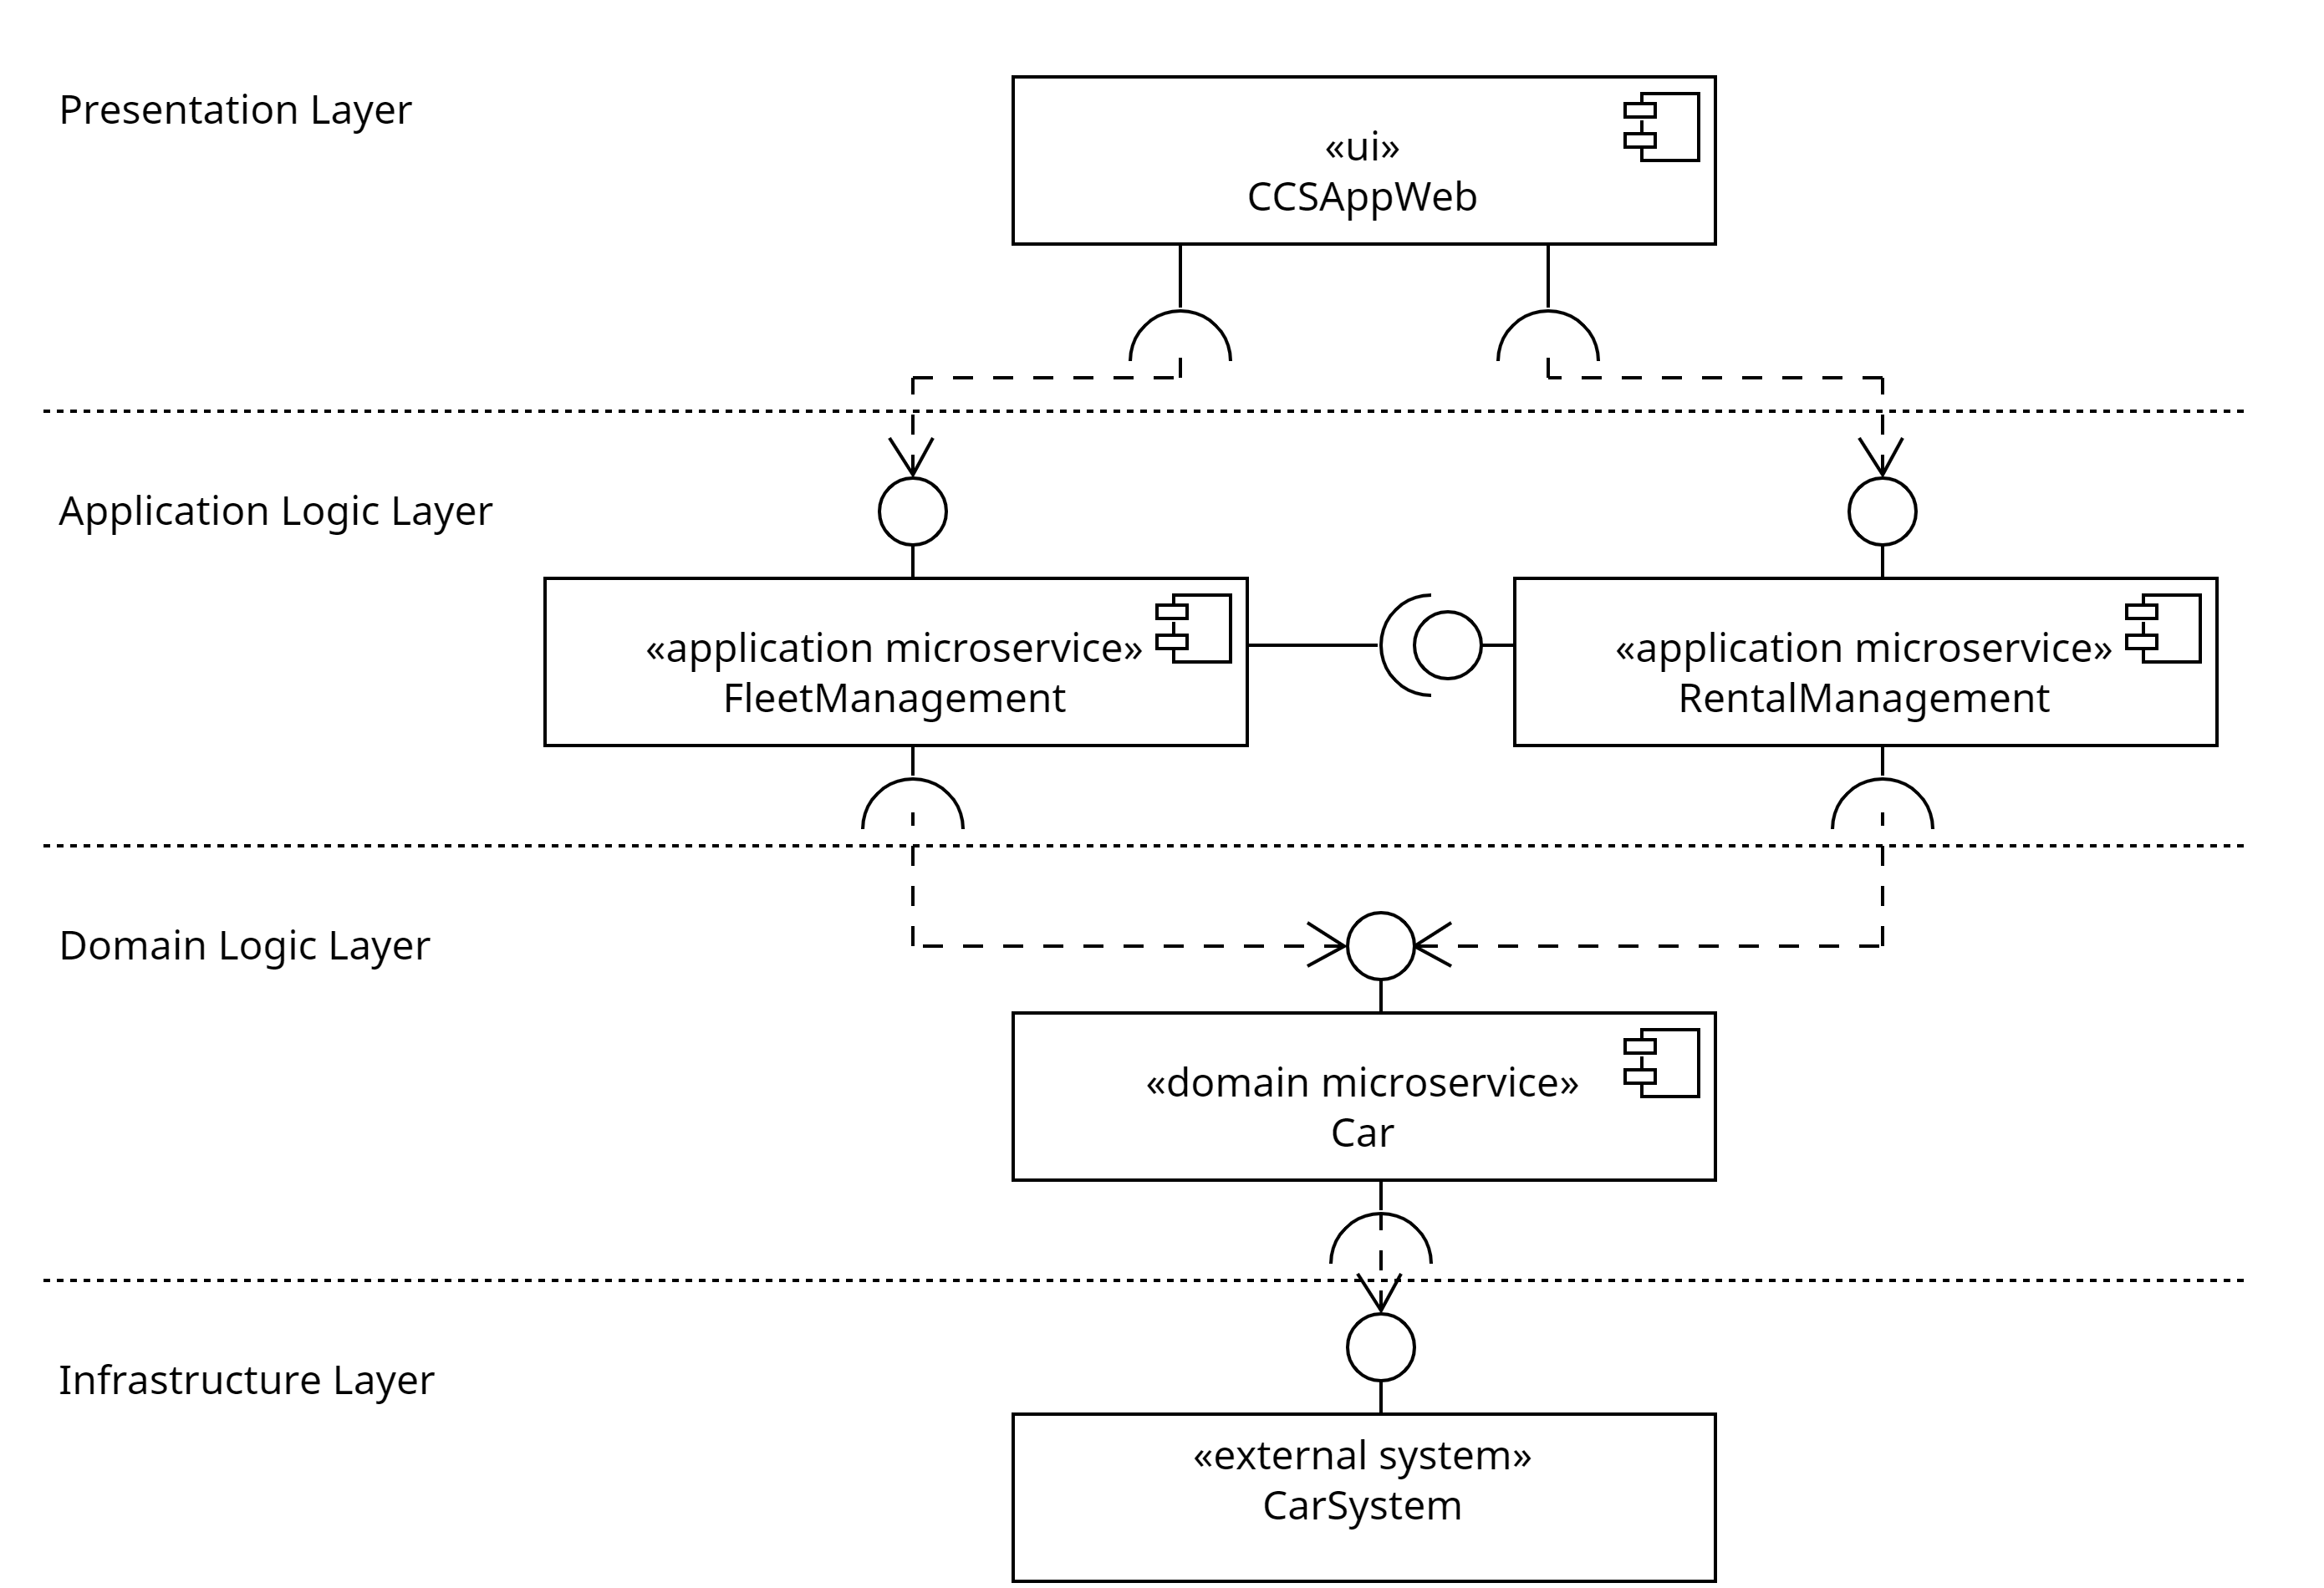 Presentation Layer
«ui»
CCSAppWeb
Application Logic Layer
«application microservice»
FleetManagement
«application microservice»
RentalManagement
Domain Logic Layer
«domain microservice»
Car
Infrastructure Layer
«external system»
CarSystem